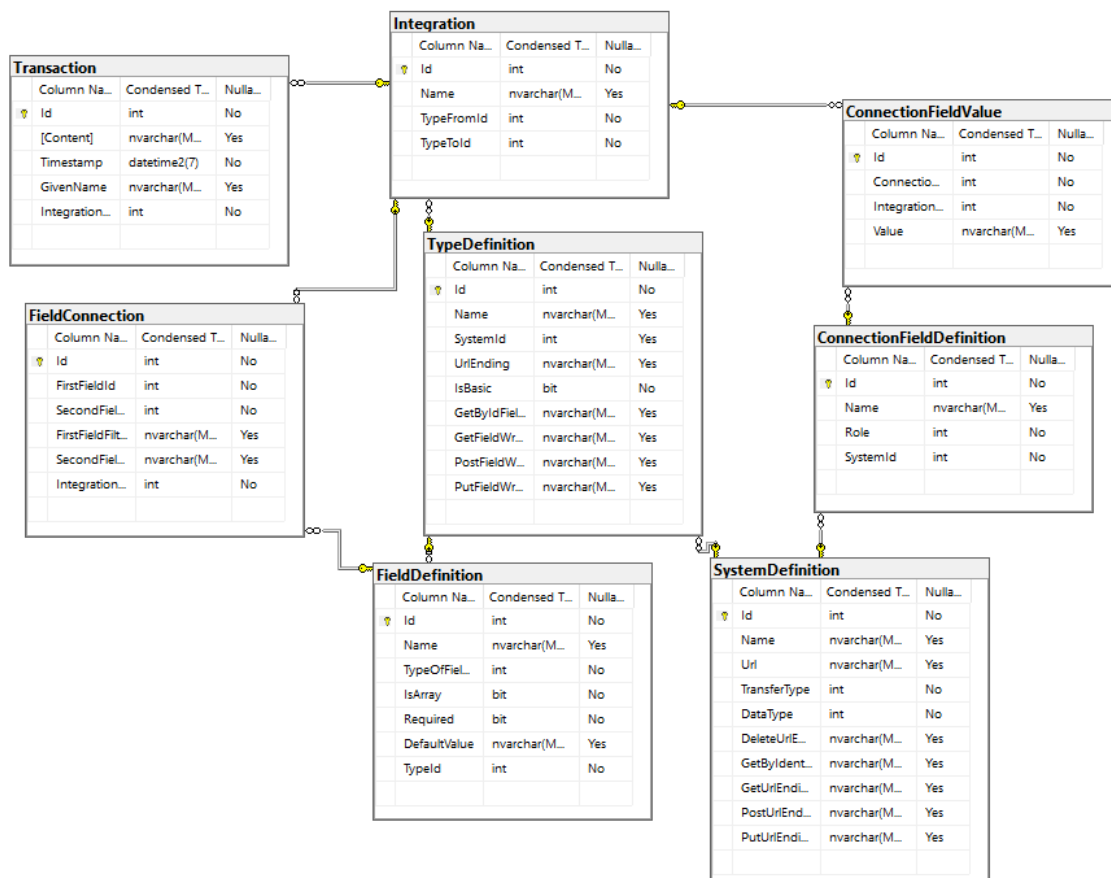 Integration
Column Na... Condensed T... Nulla...
Id int No
Name nvarchar(M... Yes
TypeFromId int No
TypeToId int No
Transaction
Column Na... Condensed T... Nulla...
Id int No
[Content] nvarchar(M... Yes
Timestamp datetime2(7) No
GivenName nvarchar(M... Yes
Integration... int No
ConnectionFieldValue
Column Na... Condensed T... Nulla...
Id int No
Connectio... int No
Integration... int No
Value nvarchar(M... Yes
TypeDefinition
Column Na... Condensed T... Nulla...
Id int No
Name nvarchar(M... Yes
SystemId int Yes
UrlEnding nvarchar(M... Yes
IsBasic bit No
GetByIdFiel... nvarchar(M... Yes
GetFieldWr... nvarchar(M... Yes
PostFieldW... nvarchar(M... Yes
PutFieldWr... nvarchar(M... Yes
FieldConnection
Column Na... Condensed T... Nulla...
Id int No
FirstFieldId int No
SecondFiel... int No
FirstFieldFilt... nvarchar(M... Yes
SecondFiel... nvarchar(M... Yes
Integration... int No
ConnectionFieldDefinition
Column Na... Condensed T... Nulla...
Id int No
Name nvarchar(M... Yes
Role int No
SystemId int No
FieldDefinition
Column Na... Condensed T... Nulla...
Id int No
Name nvarchar(M... Yes
TypeOfFiel... int No
IsArray bit No
Required bit No
DefaultValue nvarchar(M... Yes
TypeId int No
SystemDefinition
Column Na... Condensed T... Nulla...
Id int No
Name nvarchar(M... Yes
Url nvarchar(M... Yes
TransferType int No
DataType int No
DeleteUrlE... nvarchar(M... Yes
GetByIdent... nvarchar(M... Yes
GetUrlEndi... nvarchar(M... Yes
PostUrlEnd... nvarchar(M... Yes
PutUrlEndi... nvarchar(M... Yes